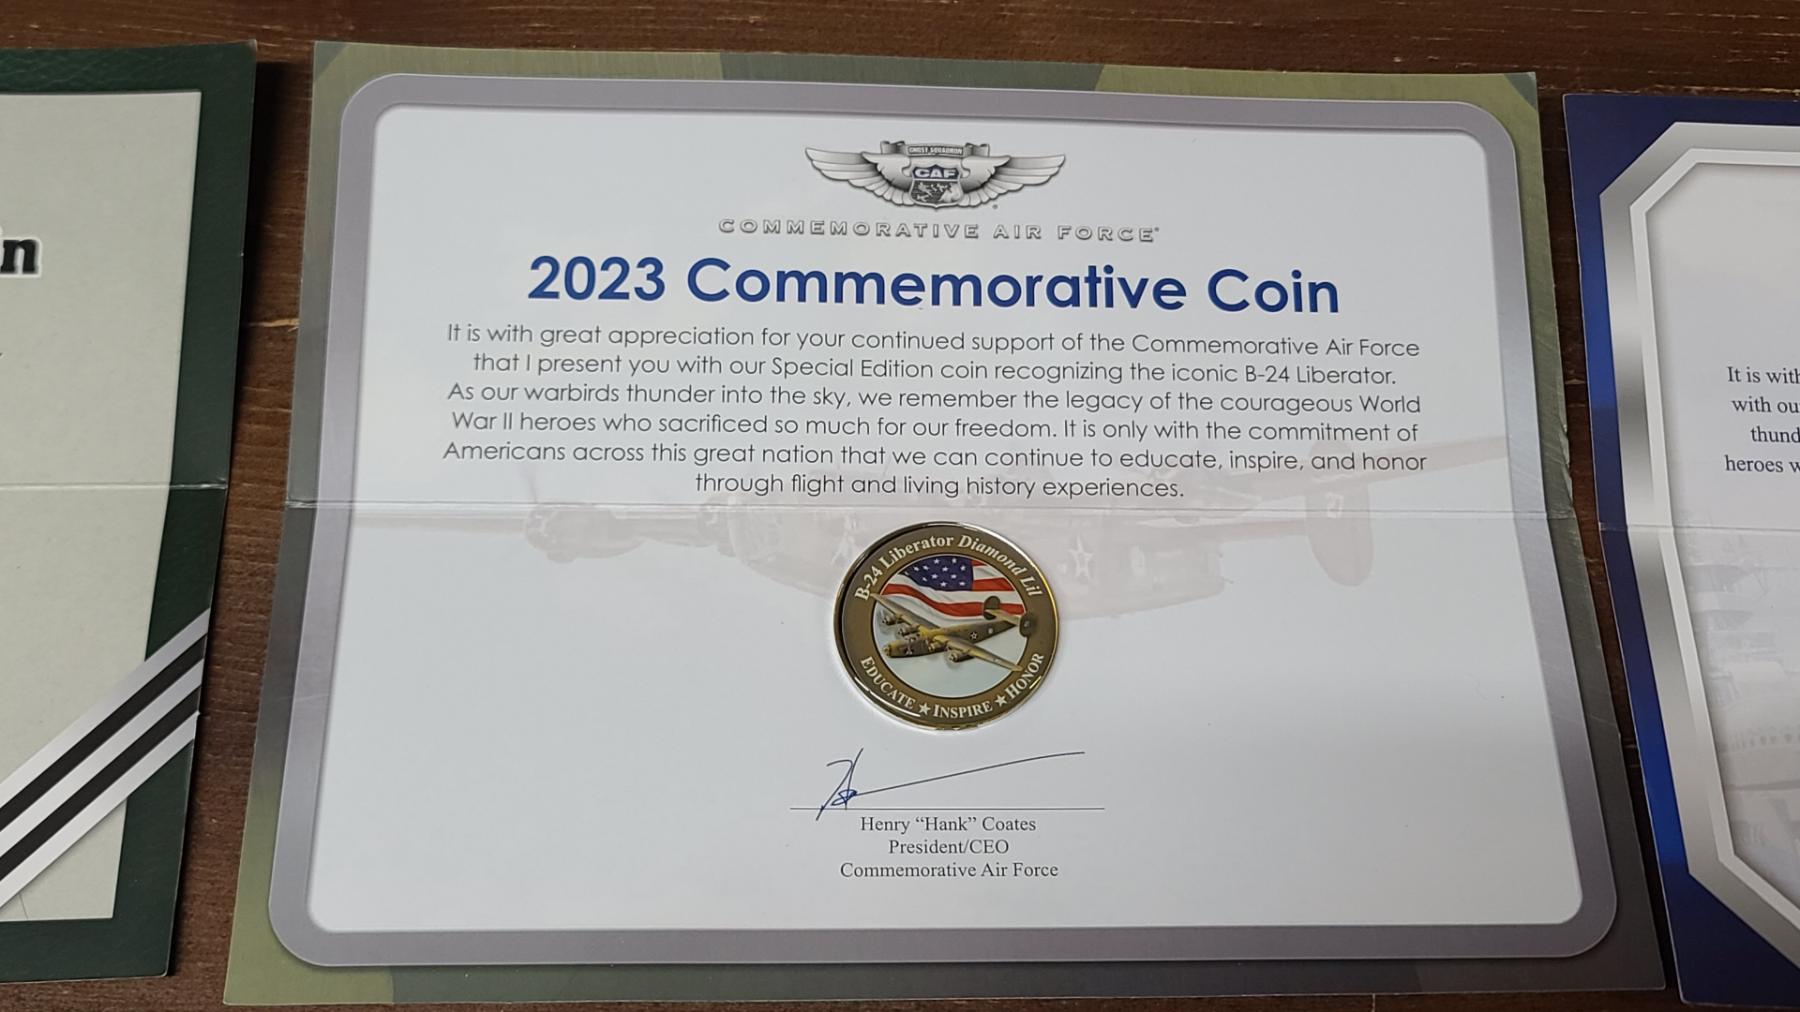 n
GHOST SQUADRON
CAF
COMMEMORATIVE AIR FORCE
2023 Commemorative Coin
It is with great appreciation for your continued support of the Commemorative Air Force
that I present you with our Special Edition coin recognizing the iconic B-24 Liberator.
As our warbirds thunder into the sky, we remember the legacy of the courageous World
War II heroes who sacrificed so much for our freedom. It is only with the commitment of
Americans across this great nation that we can continue to educate, inspire, and honor
through flight and living history experiences.
B-24 Liberator Diamond Lil
EDUCATE ★ INSPIRE ★ HONOR
Henry “Hank” Coates
President/CEO
Commemorative Air Force
It is with
with ou
thund
heroes w